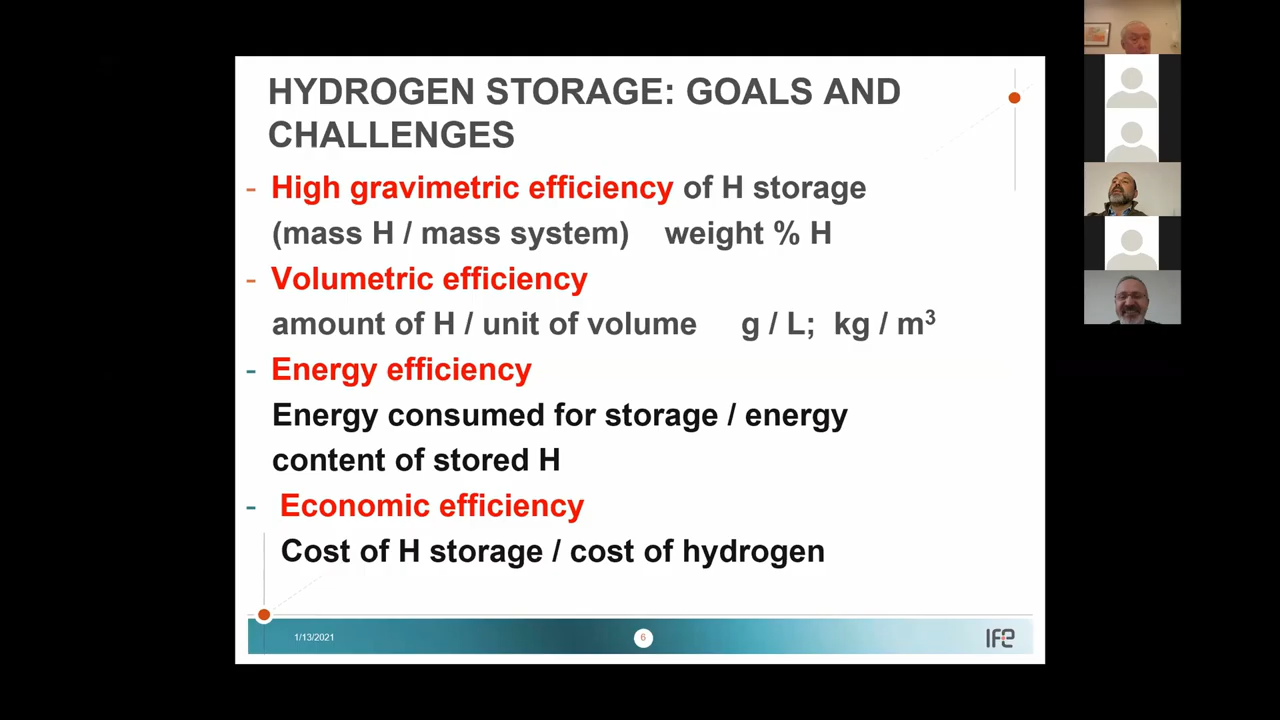 HYDROGEN STORAGE: GOALS AND
CHALLENGES
- High gravimetric efficiency of H storage
(mass H / mass system) weight % H
- Volumetric efficiency
amount of H / unit of volume g / L; kg / m³
- Energy efficiency
Energy consumed for storage / energy
content of stored H
- Economic efficiency
Cost of H storage / cost of hydrogen
1/13/2021
6
IFE